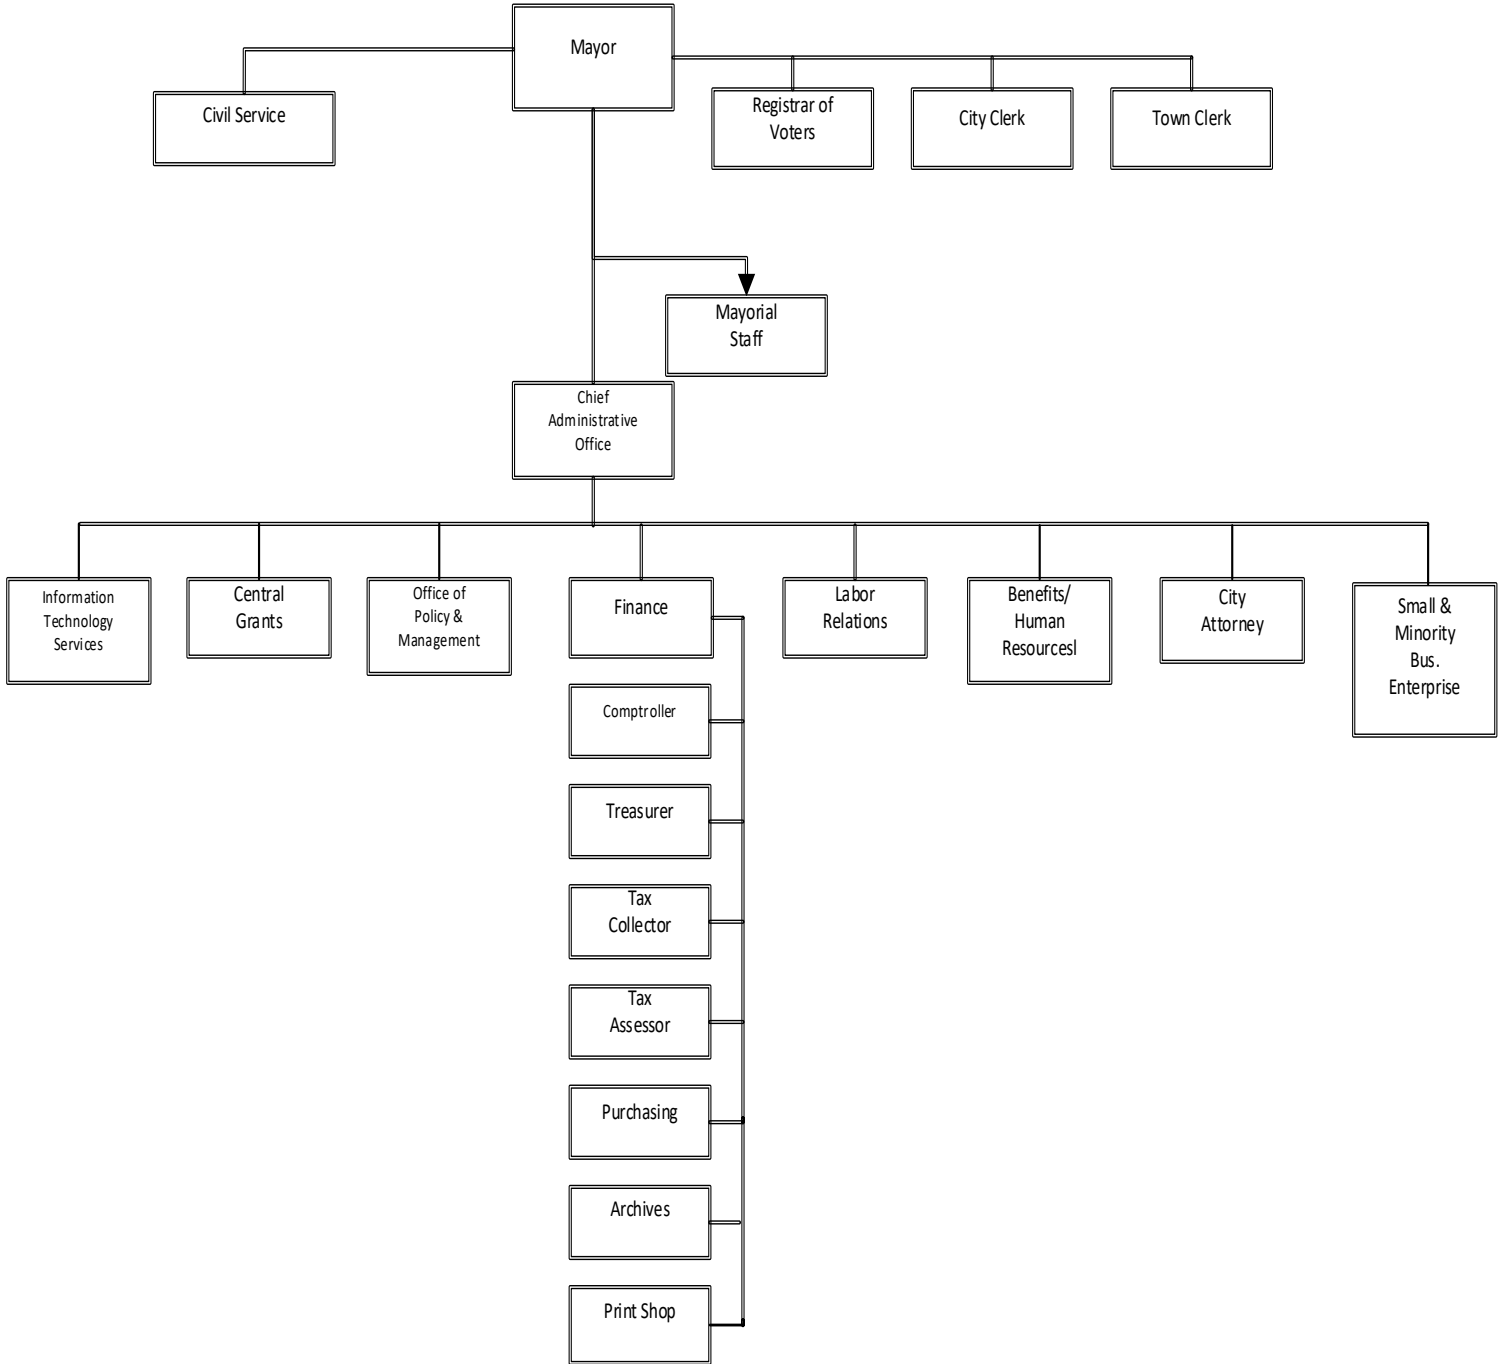 Mayor
Civil Service
Registrar of
Voters
City Clerk
Town Clerk
Mayorial
Staff
Chief
Administrative
Office
Information
Technology
Services
Central
Grants
Office of
Policy &
Management
Finance
Labor
Relations
Benefits/
Human
Resourcesl
City
Attorney
Small &
Minority
Bus.
Enterprise
Comptroller
Treasurer
Tax
Collector
Tax
Assessor
Purchasing
Archives
Print Shop